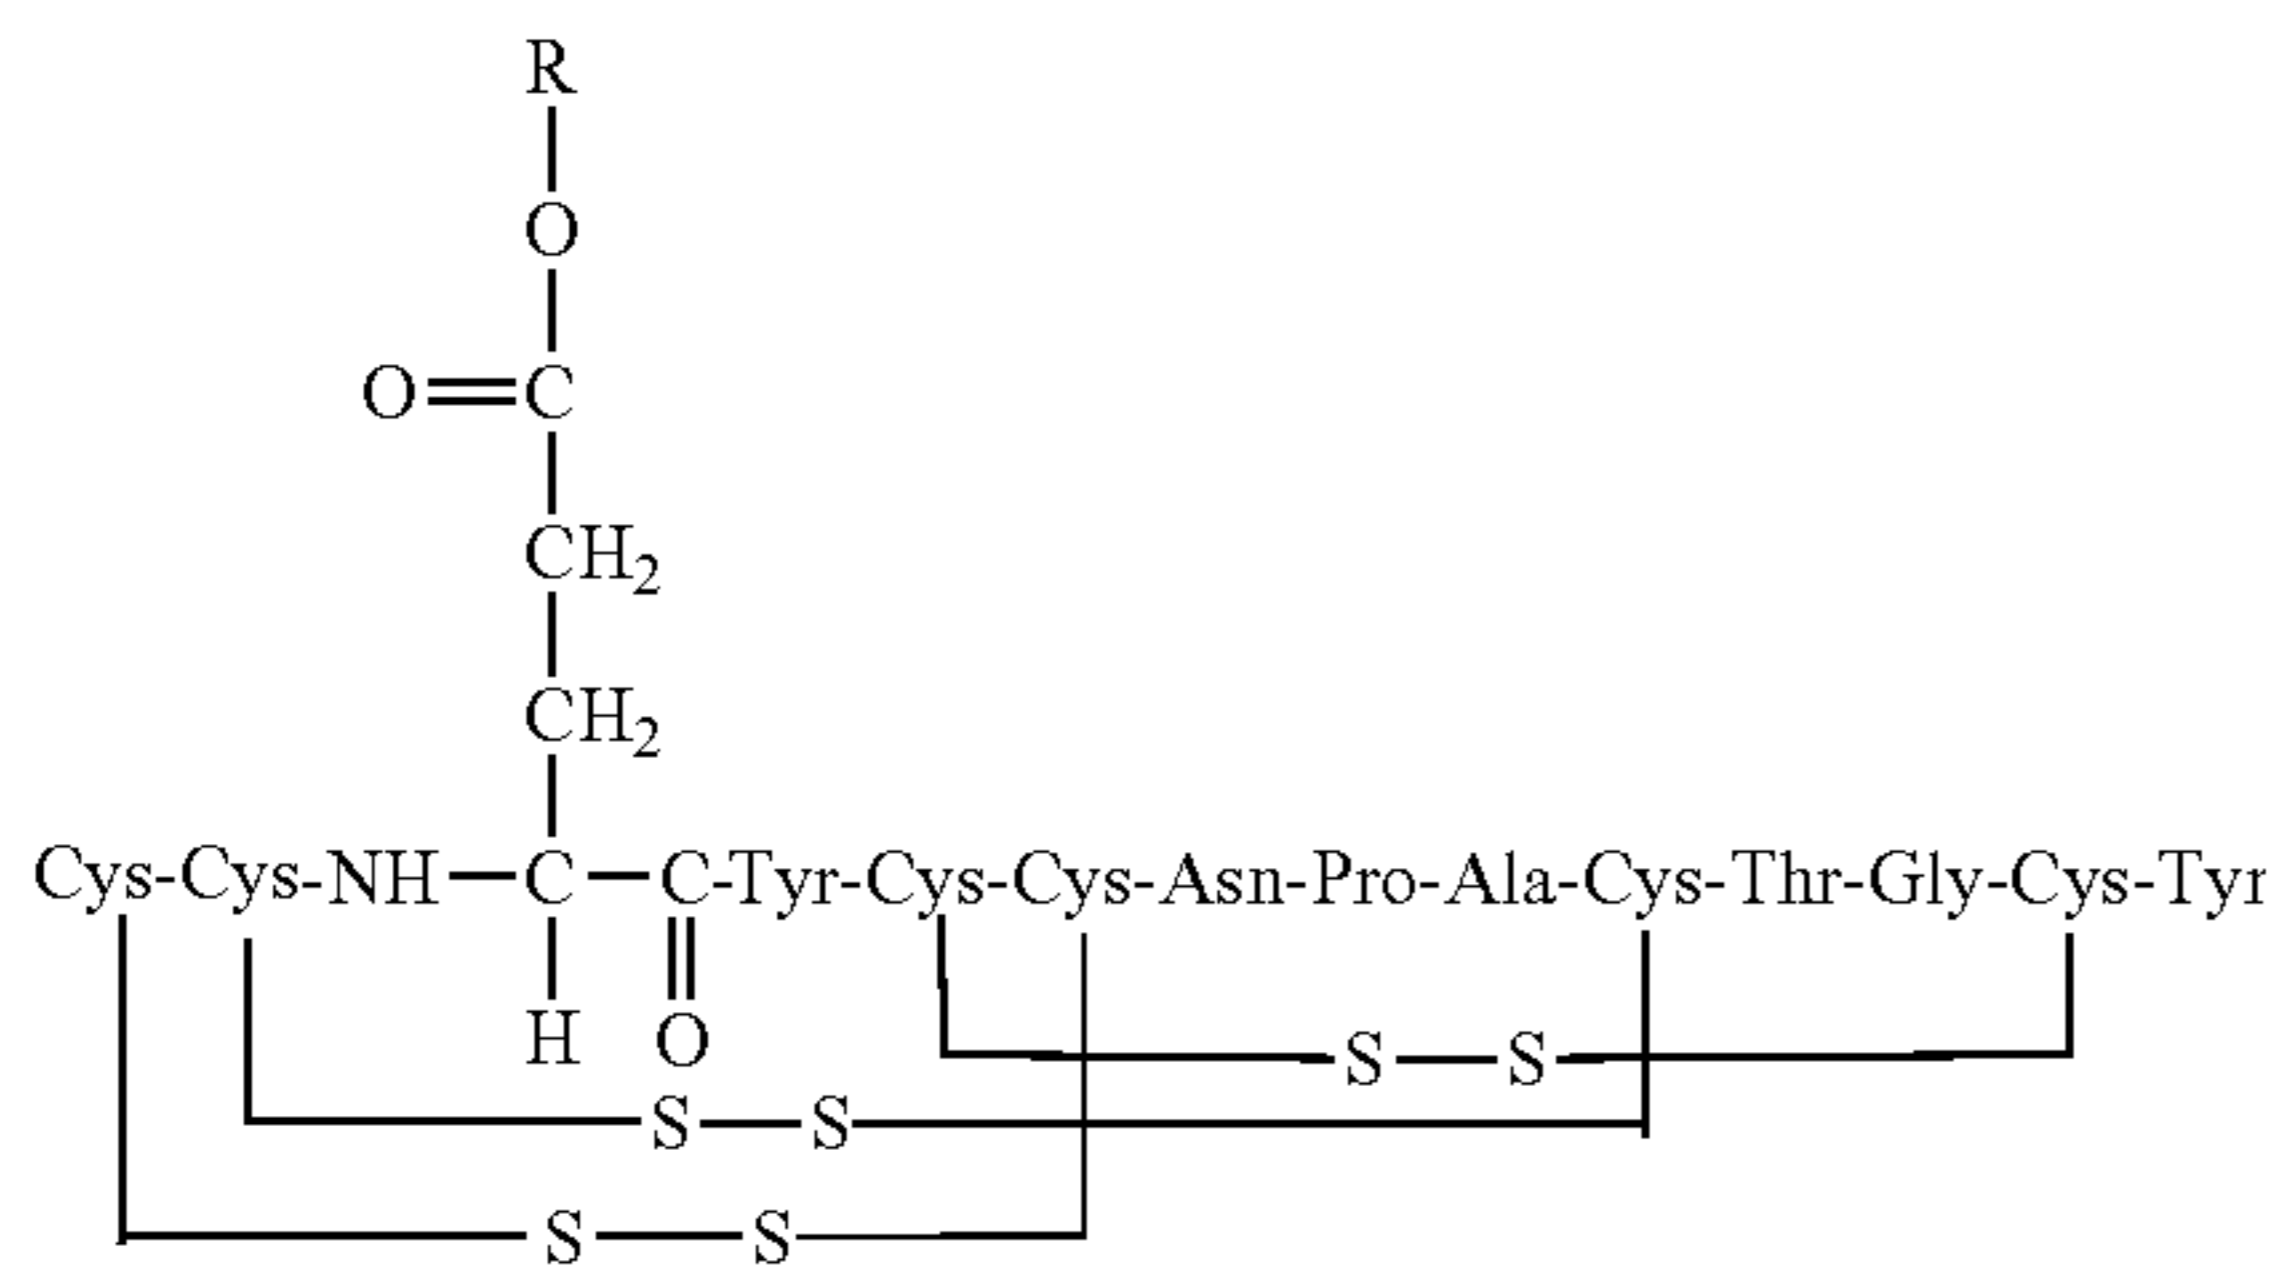 R
O
O C
CH2
CH2
Cys-Cys-NH C C-Tyr-Cys-Cys-Asn-Pro-Ala-Cys-Thr-Gly-Cys-Tyr
H O
S S
S S
S S